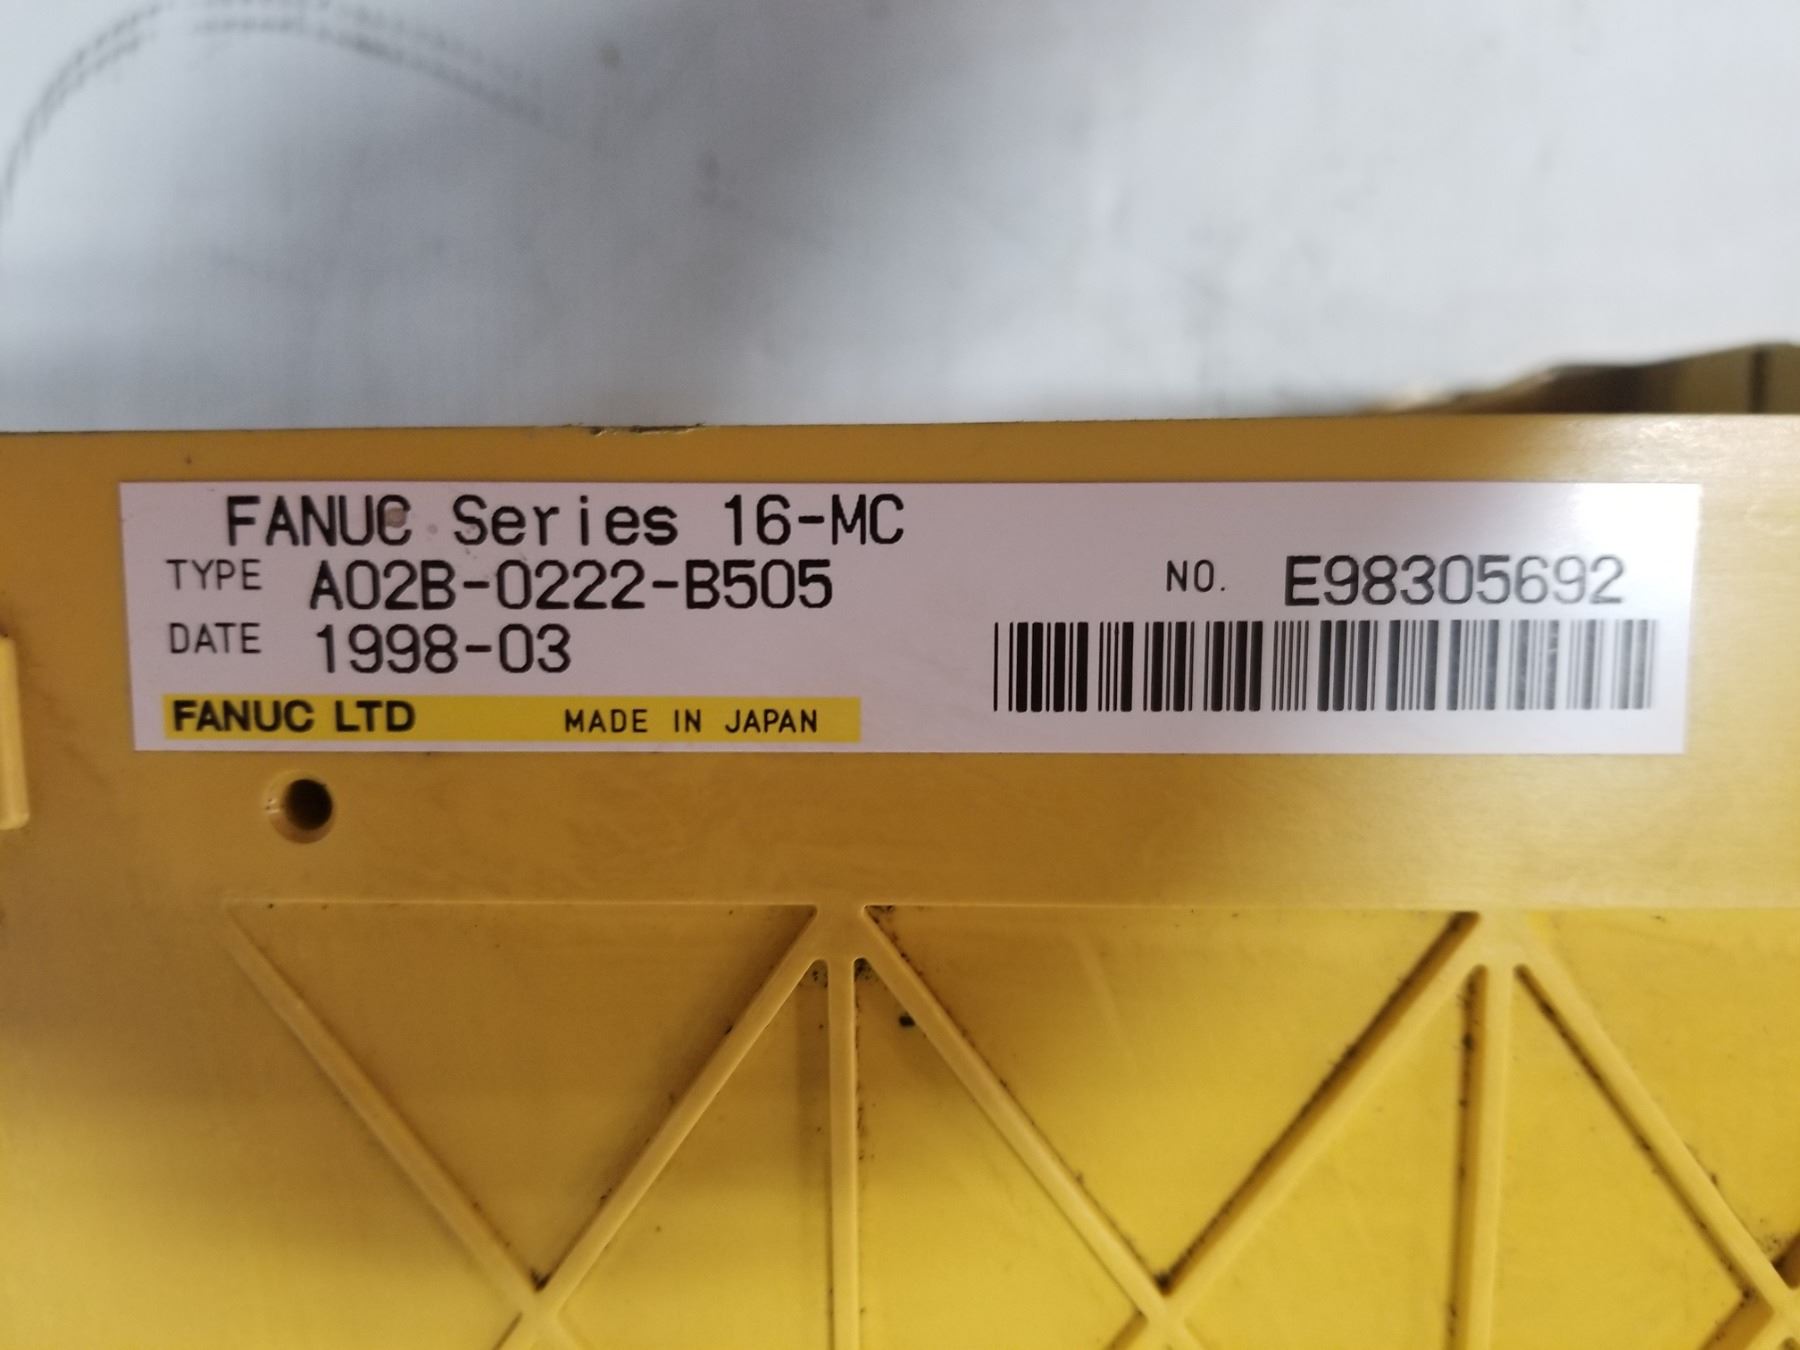 FANUC Series 16-MC
TYPE A02B-0222-B505
NO. E98305692
DATE 1998-03
FANUC LTD MADE IN JAPAN